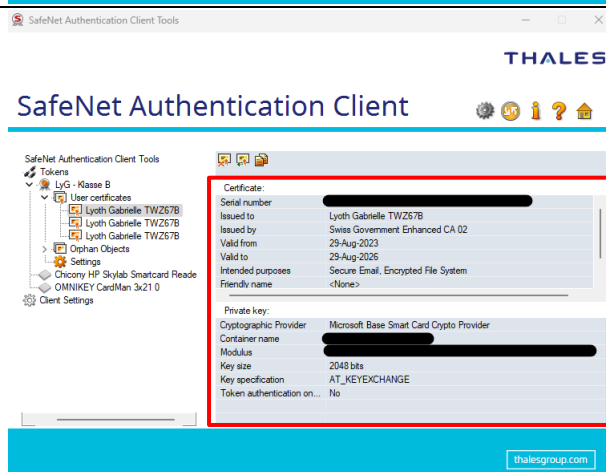 SafeNet Authentication Client Tools
THALES
SafeNet Authentication Client
SafeNet Authentication Client Tools
Tokens
LyG - Klasse B
User certificates
Lyoth Gabrielle TWZ67B
Lyoth Gabrielle TWZ67B
Lyoth Gabrielle TWZ67B
Orphan Objects
Settings
Chicony HP Skylab Smartcard Reade
OMNIKEY CardMan 3x21 0
Client Settings
Certificate:
Serial number
Issued to Lyoth Gabrielle TWZ67B
Issued by Swiss Government Enhanced CA 02
Valid from 29-Aug-2023
Valid to 29-Aug-2026
Intended purposes Secure Email, Encrypted File System
Friendly name <None>
Private key:
Cryptographic Provider Microsoft Base Smart Card Crypto Provider
Container name
Modulus
Key size 2048 bits
Key specification AT_KEYEXCHANGE
Token authentication on... No
thalesgroup.com